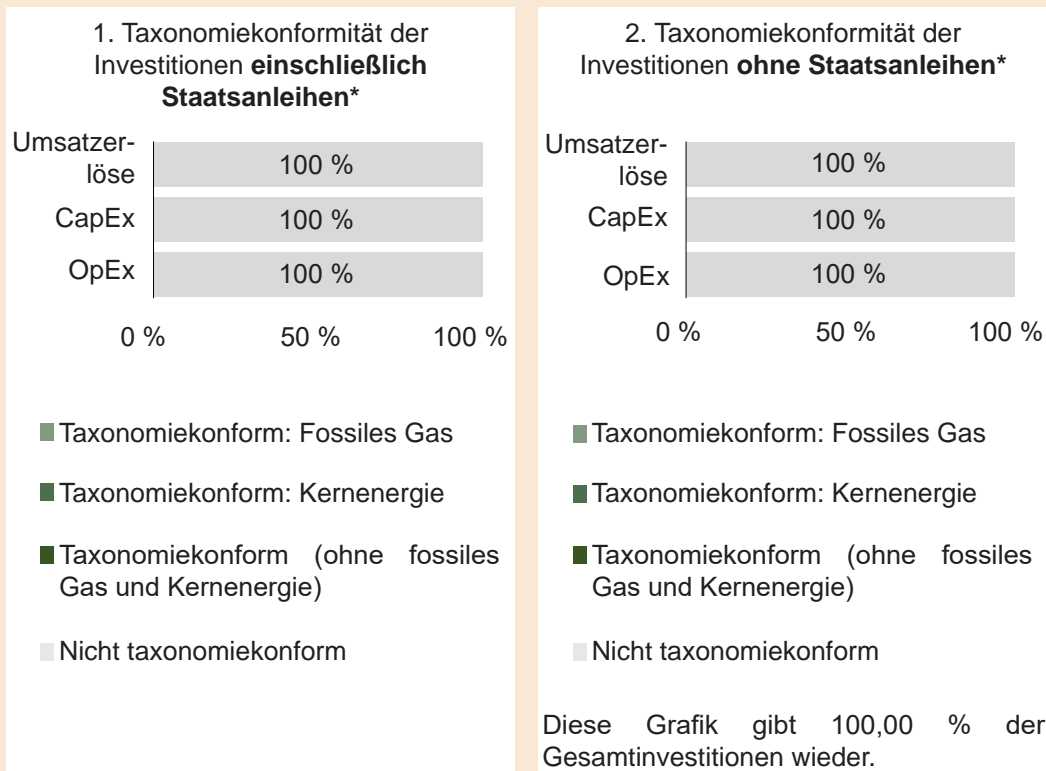 1. Taxonomiekonformität der
Investitionen einschließlich
Staatsanleihen*
Umsatzer-
löse
100 %
CapEx
100 %
OpEx
100 %
0 % 50 % 100 %
Taxonomiekonform: Fossiles Gas
Taxonomiekonform: Kernenergie
Taxonomiekonform (ohne fossiles
Gas und Kernenergie)
Nicht taxonomiekonform
2. Taxonomiekonformität der
Investitionen ohne Staatsanleihen*
Umsatzer-
löse
100 %
CapEx
100 %
OpEx
100 %
0 % 50 % 100 %
Taxonomiekonform: Fossiles Gas
Taxonomiekonform: Kernenergie
Taxonomiekonform (ohne fossiles
Gas und Kernenergie)
Nicht taxonomiekonform
Diese Grafik gibt 100,00 % der
Gesamtinvestitionen wieder.